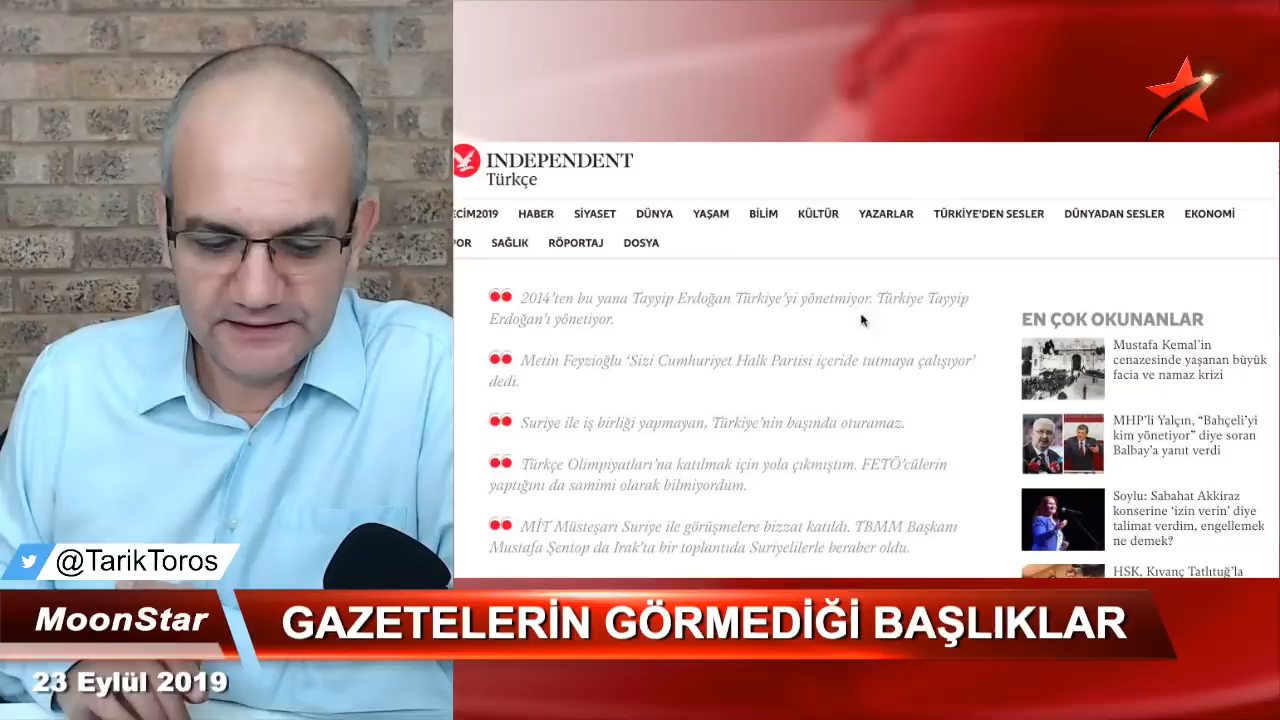 INDEPENDENT
Türkçe
HABER SİYASET DÜNYA YAŞAM BİLİM KÜLTÜR YAZARLAR TÜRKİYE'DEN SESLER DÜNYADAN SESLER EKONOMİ
SAĞLIK RÖPORTAJ DOSYA
2014'ten bu yana Tayyip Erdoğan Türkiye'yi yönetmiyor. Türkiye Tayyip
Erdoğan'ı yönetiyor.
Metin Feyzioğlu 'Sizi Cumhuriyet Halk Partisi içeride tutmaya çalışıyor'
dedi.
Suriye ile iş birliği yapmayan, Türkiye'nin başında oturamaz.
Türkçe Olimpiyatları'na katılmak için yola çıkmıştım. FETÖ'cülerin
yaptığını da samimi olarak bilmiyordum.
MİT Müsteşarı Suriye ile görüşmelere bizzat katıldı. TBMM Başkanı
Mustafa Şentop da Irak'ta bir toplantıda Suriyelilerle beraber oldu.
EN ÇOK OKUNANLAR
Mustafa Kemal'in
cenazesinde yaşanan büyük
facia ve namaz krizi
MHP'li Yalçın, “Bahçeli'yi
kim yönetiyor” diye soran
Balbay'a yanıt verdi
Soylu: Sabahat Akkiraz
konserine 'izin verin' diye
talimat verdim, engellemek
ne demek?
HSK, Kıvanç Tatlıtuğ'la
@TarikToros
MoonStar
GAZETELERİN GÖRMEDİĞİ BAŞLIKLAR
23 Eylül 2019